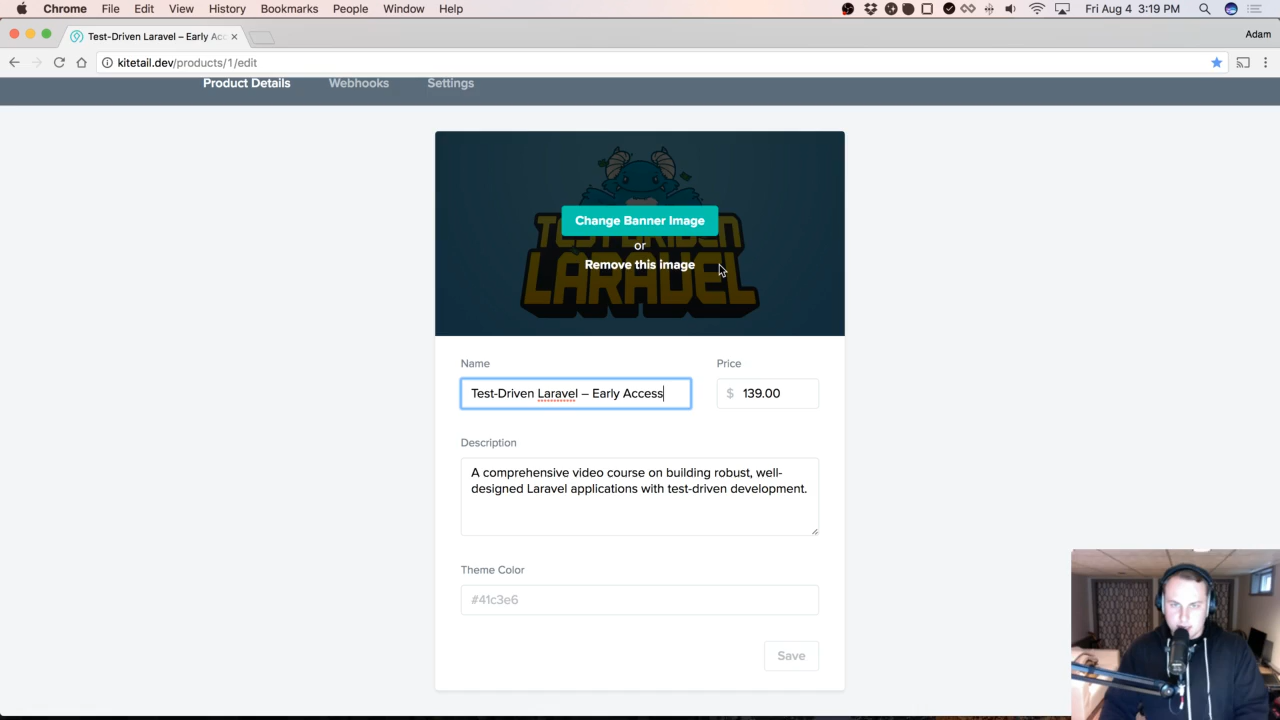 Chrome File Edit View History Bookmarks People Window Help Fri Aug 4 3:19 PM
Test-Driven Laravel – Early Acc Adam
kitetail.dev/products/1/edit
Product Details Webhooks Settings
TEST DRIVEN
LARAVEL
Change Banner Image
or
Remove this image
Name Price
Test-Driven Laravel – Early Access $ 139.00
Description
A comprehensive video course on building robust, well-
designed Laravel applications with test-driven development.
Theme Color
#41c3e6
Save